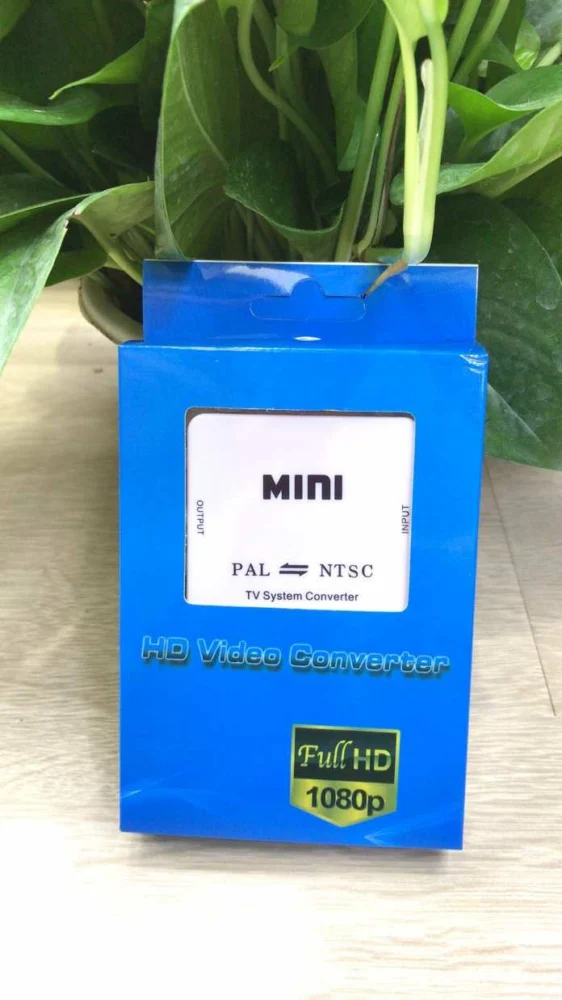 MINI
OUTPUT
INPUT
PAL ⇋ NTSC
TV System Converter
HD Video Converter
Full HD
1080p